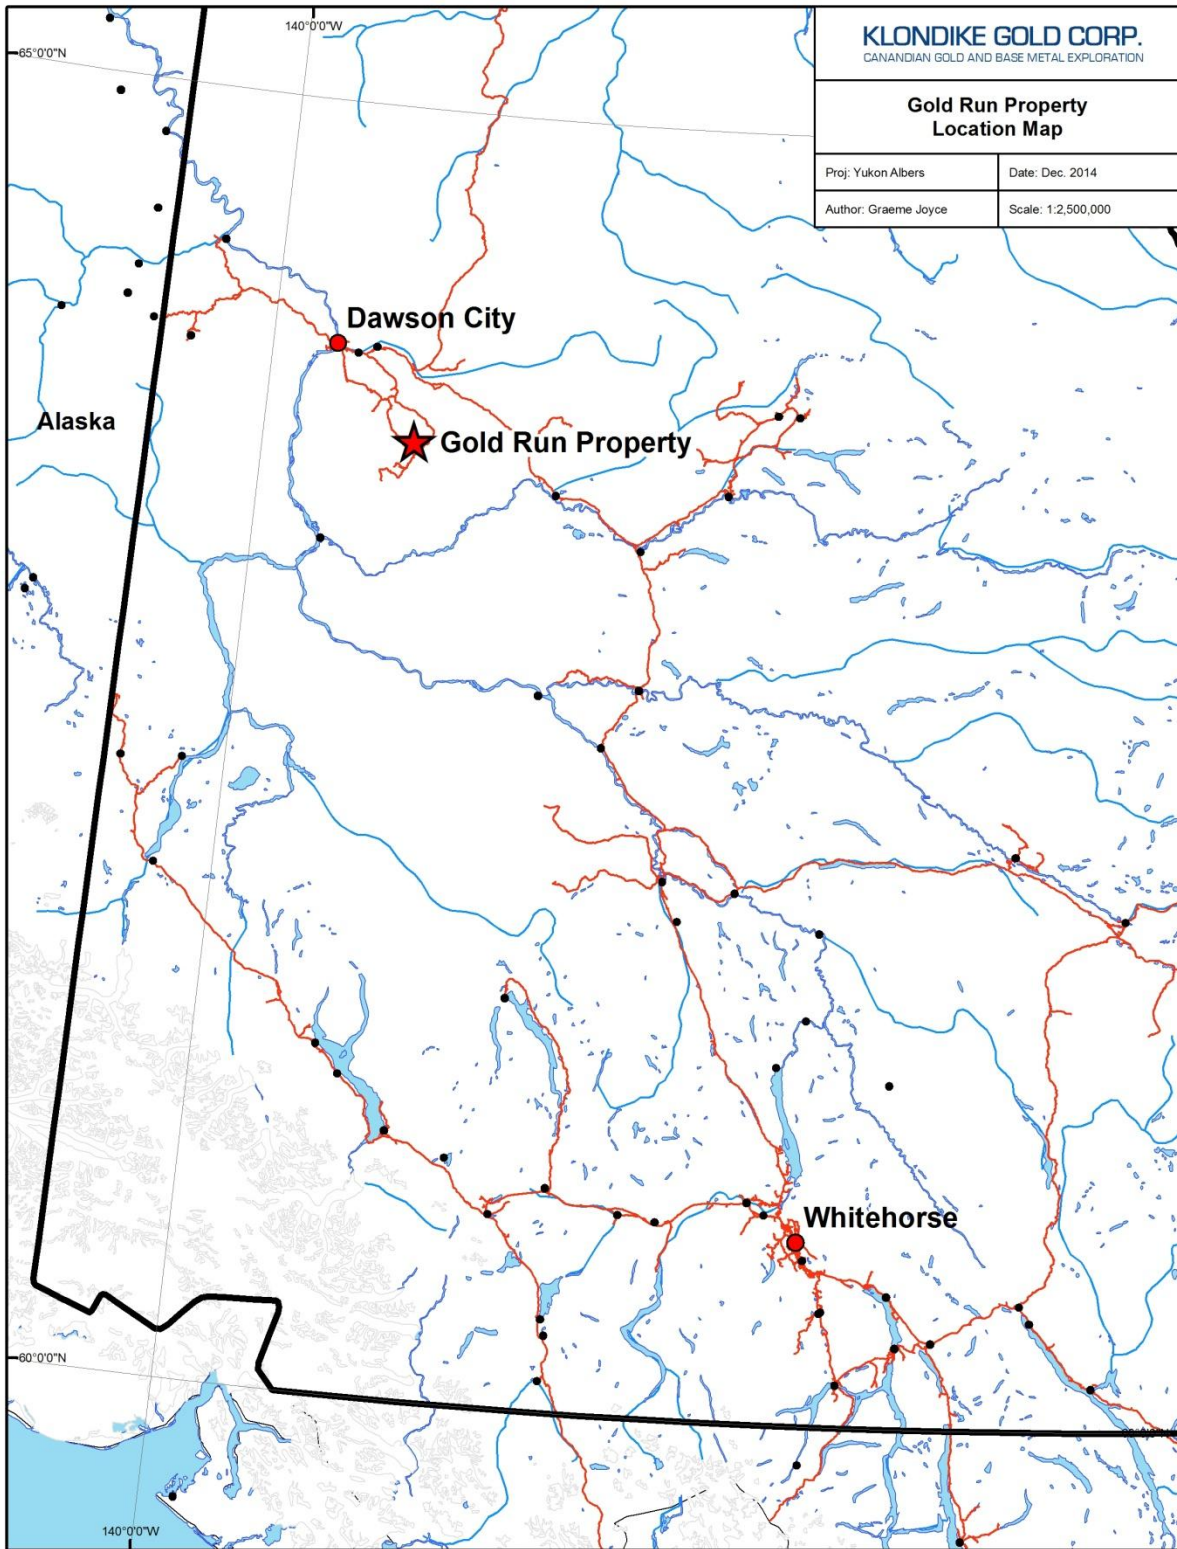 140°0'0"W
65°0'0"N
KLONDIKE GOLD CORP.
CANANDIAN GOLD AND BASE METAL EXPLORATION
Gold Run Property
Location Map
Proj: Yukon Albers
Date: Dec. 2014
Author: Graeme Joyce
Scale: 1:2,500,000
Dawson City
Alaska
Gold Run Property
Whitehorse
60°0'0"N
140°0'0"W